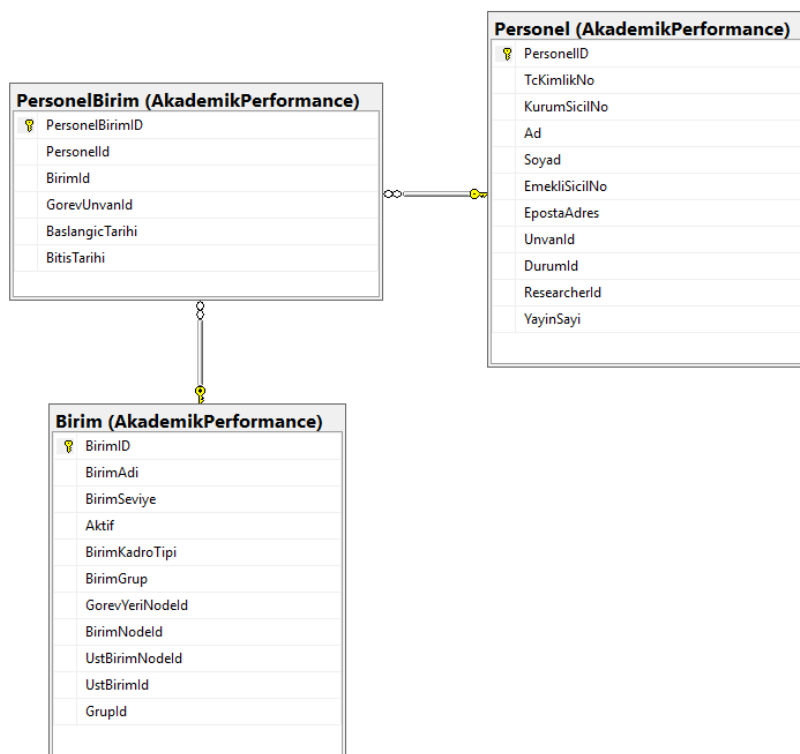 PersonelBirim (AkademikPerformance)
PersonelBirimID
PersonelId
BirimId
GorevUnvanId
BaslangicTarihi
BitisTarihi
Personel (AkademikPerformance)
PersonelID
TcKimlikNo
KurumSicilNo
Ad
Soyad
EmekliSicilNo
EpostaAdres
UnvanId
DurumId
ResearcherId
YayinSayi
Birim (AkademikPerformance)
BirimID
BirimAdi
BirimSeviye
Aktif
BirimKadroTipi
BirimGrup
GorevYeriNodeId
BirimNodeId
UstBirimNodeId
UstBirimId
GrupId